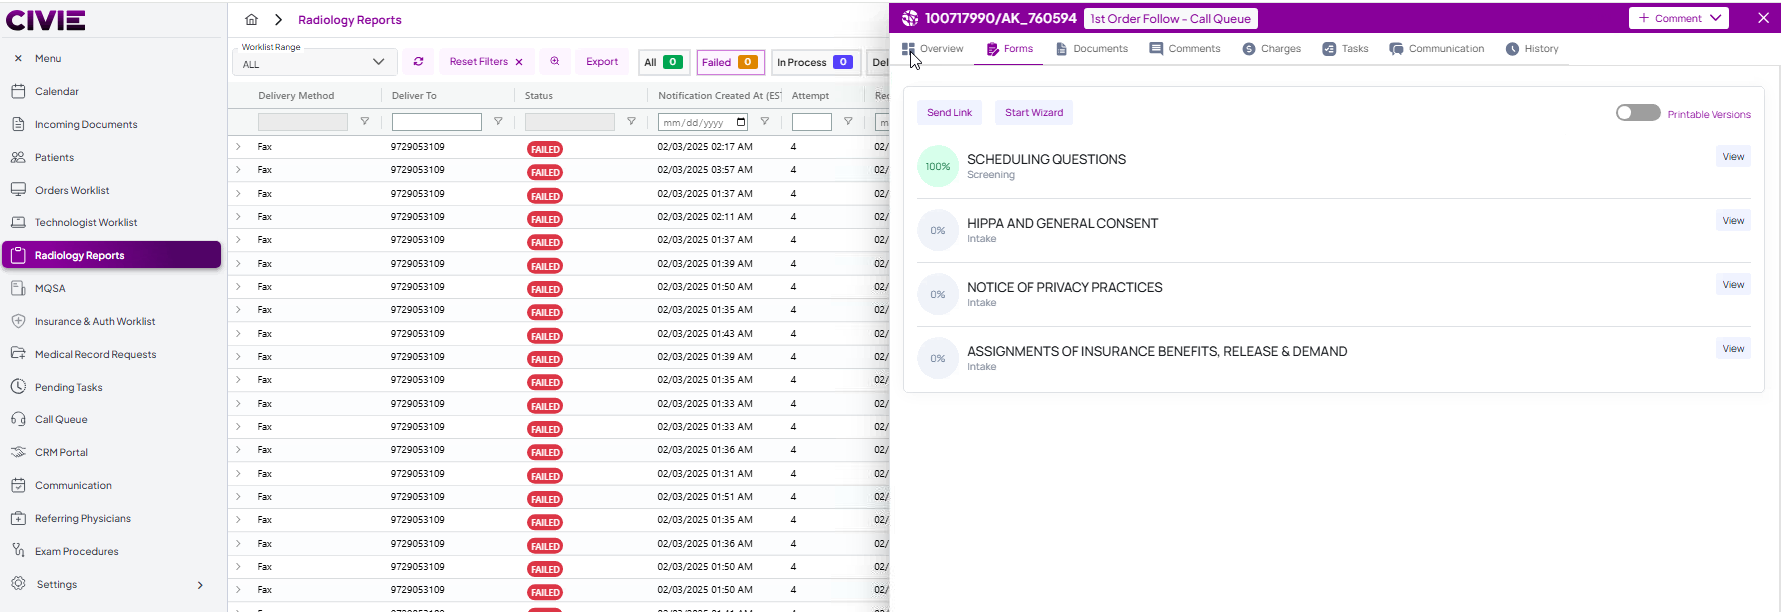 CIVIE
Menu
Calendar
Incoming Documents
Patients
Orders Worklist
Technologist Worklist
Radiology Reports
MQSA
Insurance & Auth Worklist
Medical Record Requests
Pending Tasks
Call Queue
CRM Portal
Communication
Referring Physicians
Exam Procedures
Settings
Radiology Reports
Worklist Range
ALL
Reset Filters
Export
All 0
Failed 0
In Process 0
Del
Delivery Method Deliver To Status Notification Created At (EST Attempt Rec
mm/dd/yyyy m
Fax 9729053109 FAILED 02/03/2025 02:17 AM 4 02/
Fax 9729053109 FAILED 02/03/2025 03:57 AM 4 02/
Fax 9729053109 FAILED 02/03/2025 01:37 AM 4 02/
Fax 9729053109 FAILED 02/03/2025 02:11 AM 4 02/
Fax 9729053109 FAILED 02/03/2025 01:37 AM 4 02/
Fax 9729053109 FAILED 02/03/2025 01:39 AM 4 02/
Fax 9729053109 FAILED 02/03/2025 01:50 AM 4 02/
Fax 9729053109 FAILED 02/03/2025 01:35 AM 4 02/
Fax 9729053109 FAILED 02/03/2025 01:43 AM 4 02/
Fax 9729053109 FAILED 02/03/2025 01:39 AM 4 02/
Fax 9729053109 FAILED 02/03/2025 01:35 AM 4 02/
Fax 9729053109 FAILED 02/03/2025 01:33 AM 4 02/
Fax 9729053109 FAILED 02/03/2025 01:33 AM 4 02/
Fax 9729053109 FAILED 02/03/2025 01:36 AM 4 02/
Fax 9729053109 FAILED 02/03/2025 01:31 AM 4 02/
Fax 9729053109 FAILED 02/03/2025 01:51 AM 4 02/
Fax 9729053109 FAILED 02/03/2025 01:35 AM 4 02/
Fax 9729053109 FAILED 02/03/2025 01:36 AM 4 02/
Fax 9729053109 FAILED 02/03/2025 01:50 AM 4 02/
Fax 9729053109 FAILED 02/03/2025 01:50 AM 4 02/
100717990/AK_760594 1st Order Follow - Call Queue
+ Comment
Overview Forms Documents Comments Charges Tasks Communication History
Send Link Start Wizard Printable Versions
100% SCHEDULING QUESTIONS View
Screening
0% HIPPA AND GENERAL CONSENT View
Intake
0% NOTICE OF PRIVACY PRACTICES View
Intake
0% ASSIGNMENTS OF INSURANCE BENEFITS, RELEASE & DEMAND View
Intake